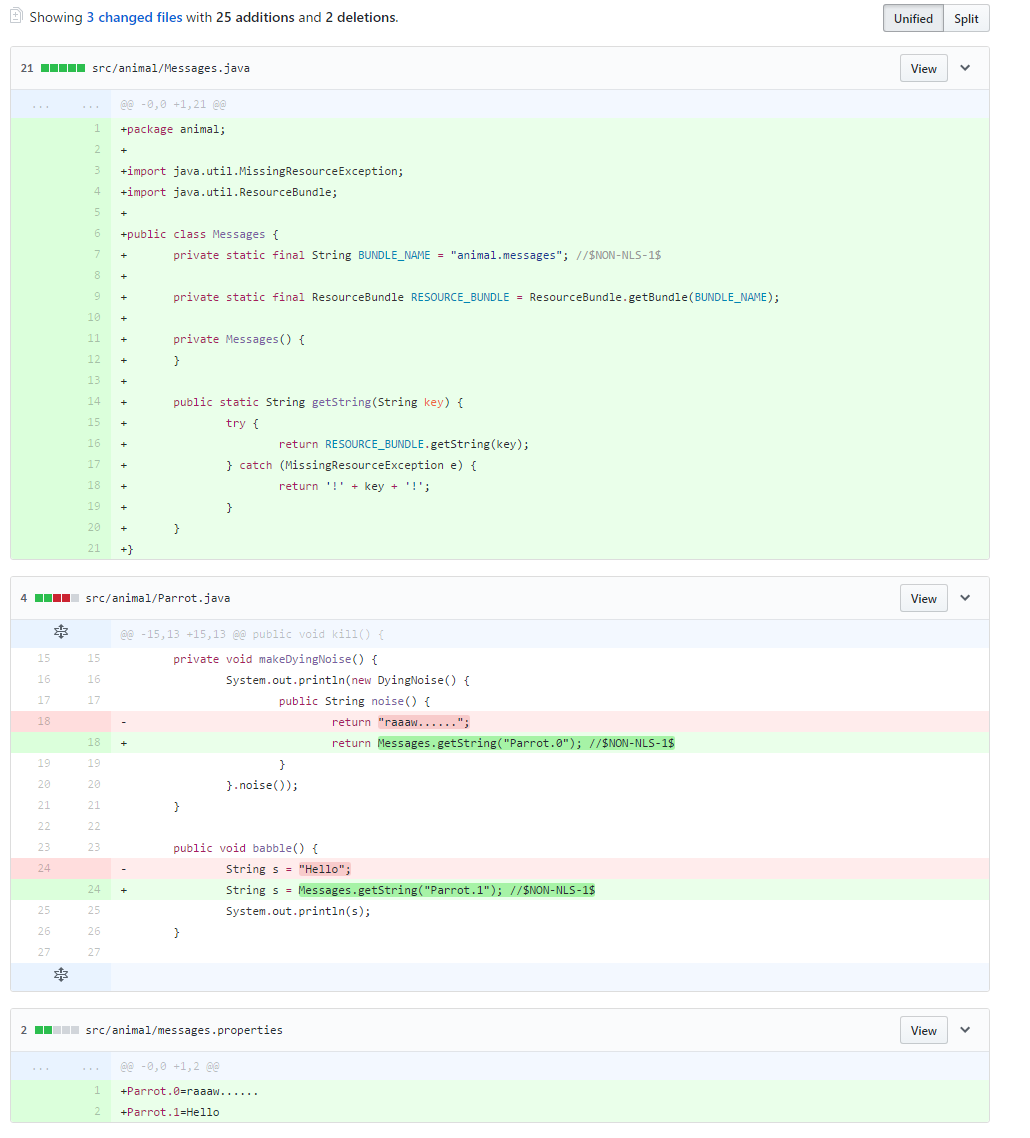 Showing 3 changed files with 25 additions and 2 deletions.
Unified Split
21 src/animal/Messages.java View
... ... @@ -0,0 +1,21 @@
1 +package animal;
2 +
3 +import java.util.MissingResourceException;
4 +import java.util.ResourceBundle;
5 +
6 +public class Messages {
7 + private static final String BUNDLE_NAME = "animal.messages"; //$NON-NLS-1$
8 +
9 + private static final ResourceBundle RESOURCE_BUNDLE = ResourceBundle.getBundle(BUNDLE_NAME);
10 +
11 + private Messages() {
12 + }
13 +
14 + public static String getString(String key) {
15 + try {
16 + return RESOURCE_BUNDLE.getString(key);
17 + } catch (MissingResourceException e) {
18 + return '!' + key + '!';
19 + }
20 + }
21 +}
4 src/animal/Parrot.java View
@@ -15,13 +15,13 @@ public void kill() {
15 15 private void makeDyingNoise() {
16 16 System.out.println(new DyingNoise() {
17 17 public String noise() {
18 - return "raaaw......";
18 + return Messages.getString("Parrot.0"); //$NON-NLS-1$
19 19 }
20 20 }.noise());
21 21 }
22 22
23 23 public void babble() {
24 - String s = "Hello";
24 + String s = Messages.getString("Parrot.1"); //$NON-NLS-1$
25 25 System.out.println(s);
26 26 }
27 27
2 src/animal/messages.properties View
... ... @@ -0,0 +1,2 @@
1 +Parrot.0=raaaw......
2 +Parrot.1=Hello